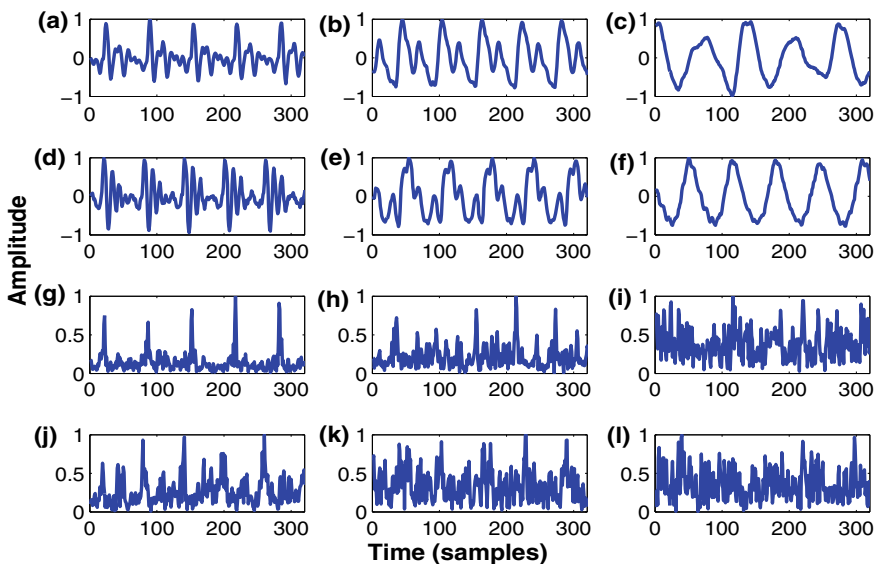 (a) 1 0 −1 0 100 200 300
(b) 1 0 −1 0 100 200 300
(c) 1 0 −1 0 100 200 300
(d) 1 0 −1 0 100 200 300
(e) 1 0 −1 0 100 200 300
(f) 1 0 −1 0 100 200 300
Amplitude
(g) 1 0.5 0 0 100 200 300
(h) 1 0.5 0 0 100 200 300
(i) 1 0.5 0 0 100 200 300
(j) 1 0.5 0 0 100 200 300
(k) 1 0.5 0 0 100 200 300
(l) 1 0.5 0 0 100 200 300
Time (samples)